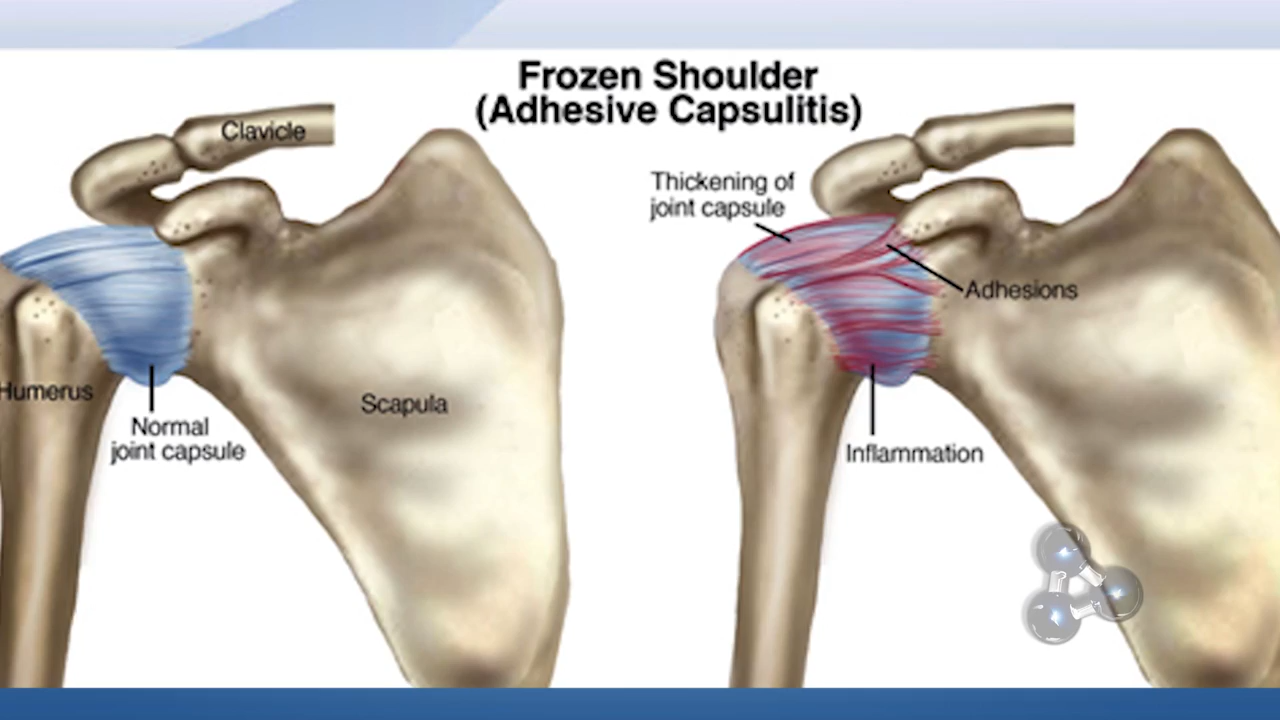 Frozen Shoulder
(Adhesive Capsulitis)
Clavicle
Humerus
Normal
joint capsule
Scapula
Thickening of
joint capsule
Adhesions
Inflammation